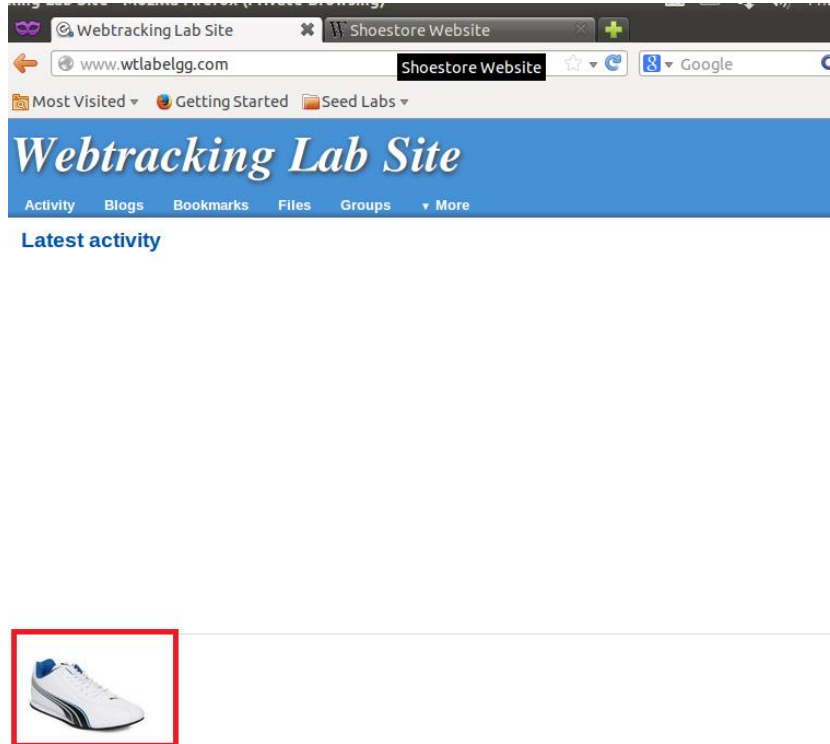 Webtracking Lab Site Shoestore Website
www.wtlabelgg.com Shoestore Website 8 Google
Most Visited Getting Started Seed Labs
Webtracking Lab Site
Activity Blogs Bookmarks Files Groups More
Latest activity